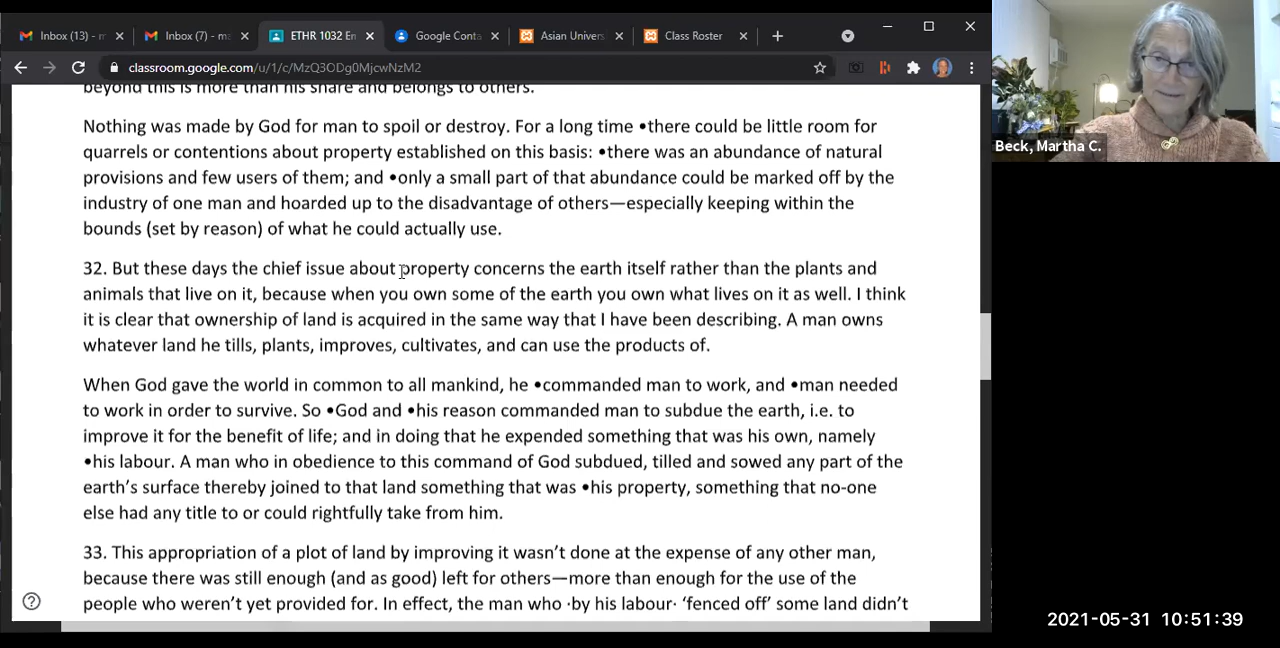 Inbox (13) - m
Inbox (7) - ma
ETHR 1032 En
Google Conta
Asian Univers
Class Roster
classroom.google.com/u/1/c/MzQ3ODg0MjcwNzM2
beyond this is more than his share and belongs to others.
Nothing was made by God for man to spoil or destroy. For a long time •there could be little room for
quarrels or contentions about property established on this basis: •there was an abundance of natural
provisions and few users of them; and •only a small part of that abundance could be marked off by the
industry of one man and hoarded up to the disadvantage of others—especially keeping within the
bounds (set by reason) of what he could actually use.
32. But these days the chief issue about property concerns the earth itself rather than the plants and
animals that live on it, because when you own some of the earth you own what lives on it as well. I think
it is clear that ownership of land is acquired in the same way that I have been describing. A man owns
whatever land he tills, plants, improves, cultivates, and can use the products of.
When God gave the world in common to all mankind, he •commanded man to work, and •man needed
to work in order to survive. So •God and •his reason commanded man to subdue the earth, i.e. to
improve it for the benefit of life; and in doing that he expended something that was his own, namely
•his labour. A man who in obedience to this command of God subdued, tilled and sowed any part of the
earth's surface thereby joined to that land something that was •his property, something that no-one
else had any title to or could rightfully take from him.
33. This appropriation of a plot of land by improving it wasn't done at the expense of any other man,
because there was still enough (and as good) left for others—more than enough for the use of the
people who weren't yet provided for. In effect, the man who ·by his labour· 'fenced off' some land didn't
Beck, Martha C.
2021-05-31 10:51:39